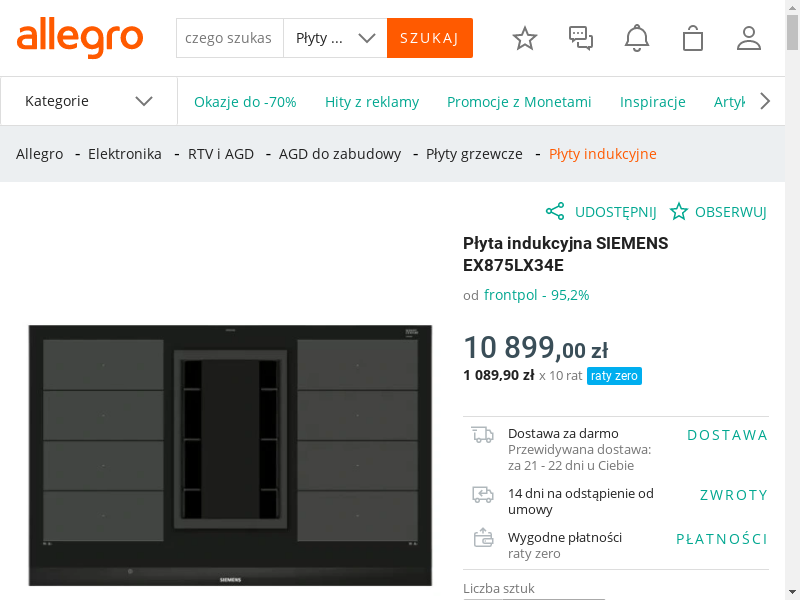 allegro
czego szukas
Płyty ...
SZUKAJ
Kategorie
Okazje do -70%
Hity z reklamy
Promocje z Monetami
Inspiracje
Artyk
Allegro - Elektronika - RTV i AGD - AGD do zabudowy - Płyty grzewcze - Płyty indukcyjne
UDOSTĘPNIJ
OBSERWUJ
Płyta indukcyjna SIEMENS
EX875LX34E
od frontpol - 95,2%
10 899,00 zł
1 089,90 zł x 10 rat raty zero
Dostawa za darmo
Przewidywana dostawa:
za 21 - 22 dni u Ciebie
DOSTAWA
14 dni na odstąpienie od
umowy
ZWROTY
Wygodne płatności
raty zero
PŁATNOŚCI
Liczba sztuk
SIEMENS